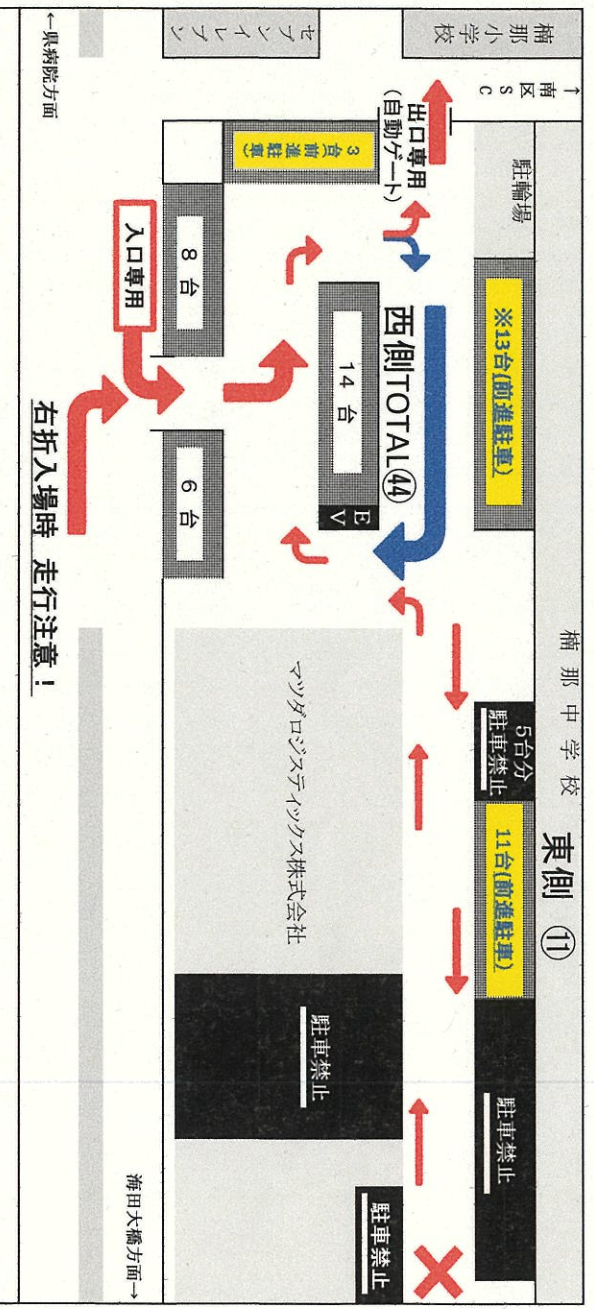 楠那小学校
セブンイレブン
←県病院方面
↑南区SC
出口専用
(自動ゲート)
3台(前進駐車)
駐輪場
8台
入口専用
※13台(前進駐車)
14台
EV
西側TOTAL㊹
6台
右折入場時 走行注意!
楠那中学校
5台分
駐車禁止
東側 ⑪
11台(前進駐車)
マツダロジスティックス株式会社
駐車禁止
駐車禁止
駐車禁止
海田大橋方面→